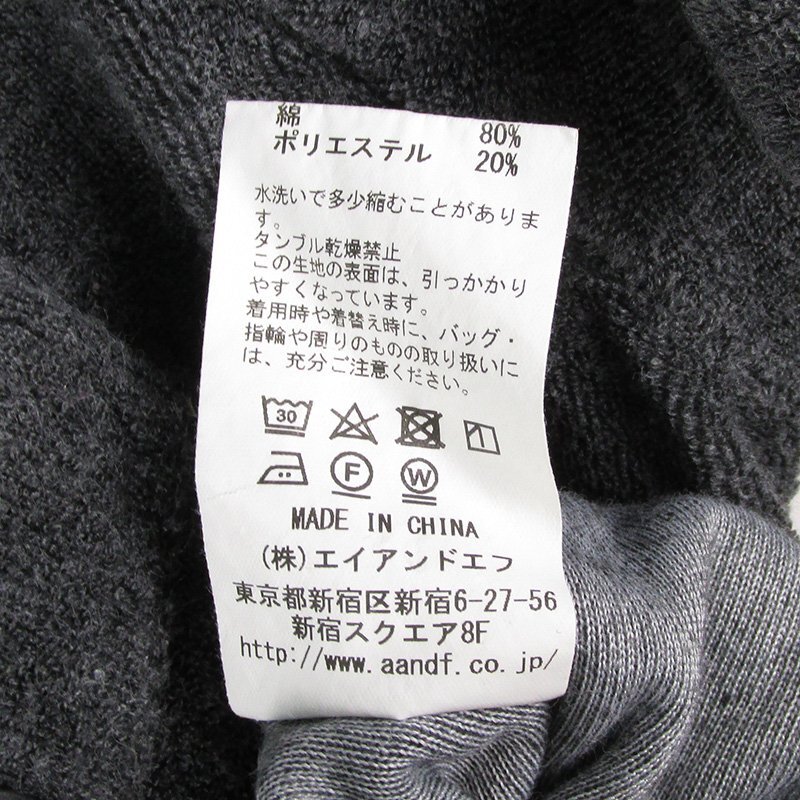 綿 80%
ポリエステル 20%
水洗いで多少縮むことがありま
す。
タンブル乾燥禁止
この生地の表面は、引っかかり
やすくなっています。
着用時や着替え時に、バッグ・
指輪や周りのものの取り扱いに
は、充分ご注意ください。
30
F W
MADE IN CHINA
(株)エイアンドエフ
東京都新宿区新宿6-27-56
新宿スクエア8F
http://www.aandf.co.jp/